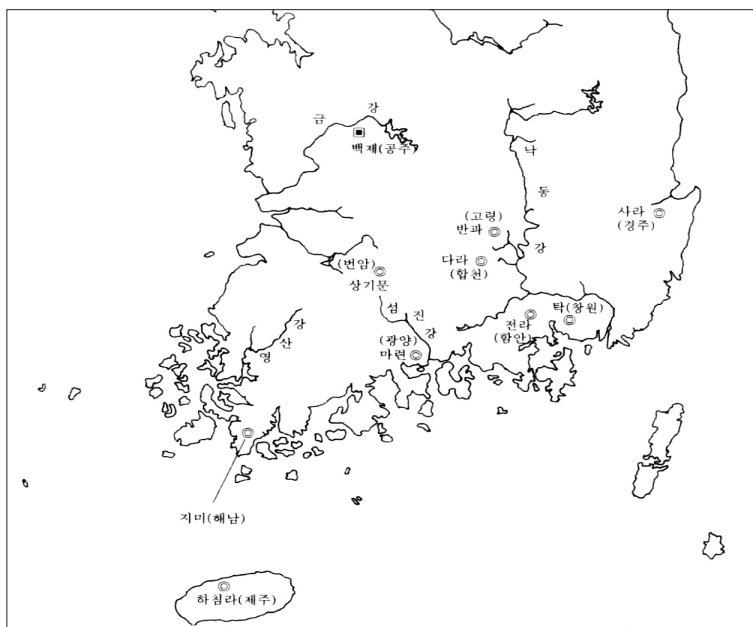 금강
백제(공주)
낙동강
사라
(경주)
(고령)
반파
다라
(합천)
(번암)
상기문
섬진강
탁(창원)
전라
(함안)
(광양)
마련
영산강
지미(해남)
하침라(제주)